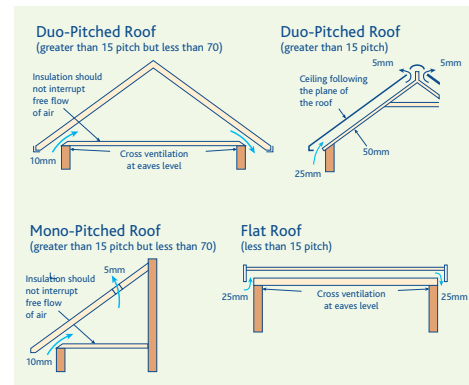 Duo-Pitched Roof
(greater than 15 pitch but less than 70)
Insulation should
not interrupt
free flow
of air
10mm
Cross ventilation
at eaves level
Duo-Pitched Roof
(greater than 15 pitch)
5mm
5mm
Ceiling following
the plane of
the roof
50mm
25mm
Mono-Pitched Roof
(greater than 15 pitch but less than 70)
5mm
Insulation should
not interrupt
free flow
of air
10mm
Flat Roof
(less than 15 pitch)
25mm
Cross ventilation
at eaves level
25mm